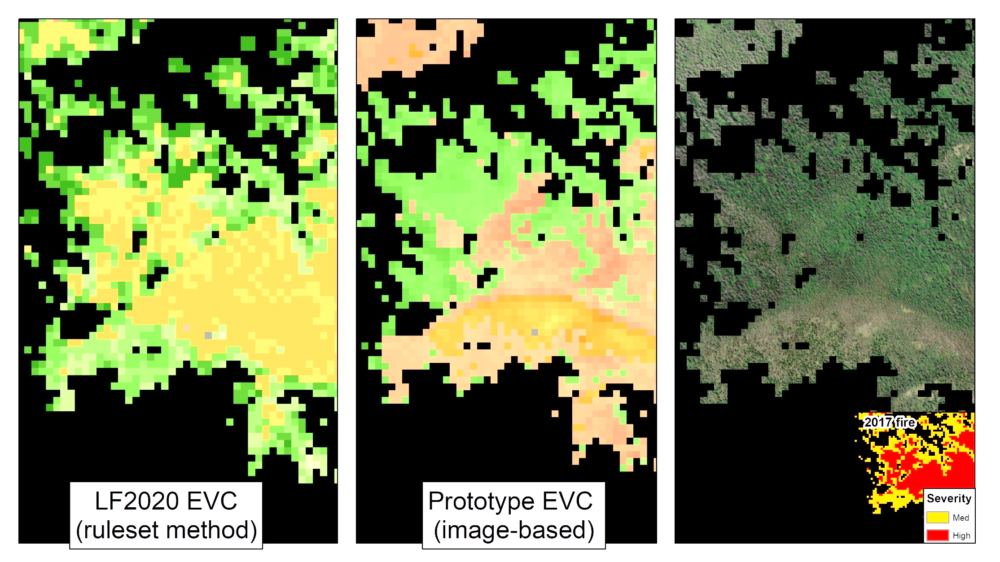 LF2020 EVC
(ruleset method)
Prototype EVC
(image-based)
2017 fire
Severity
Med
High